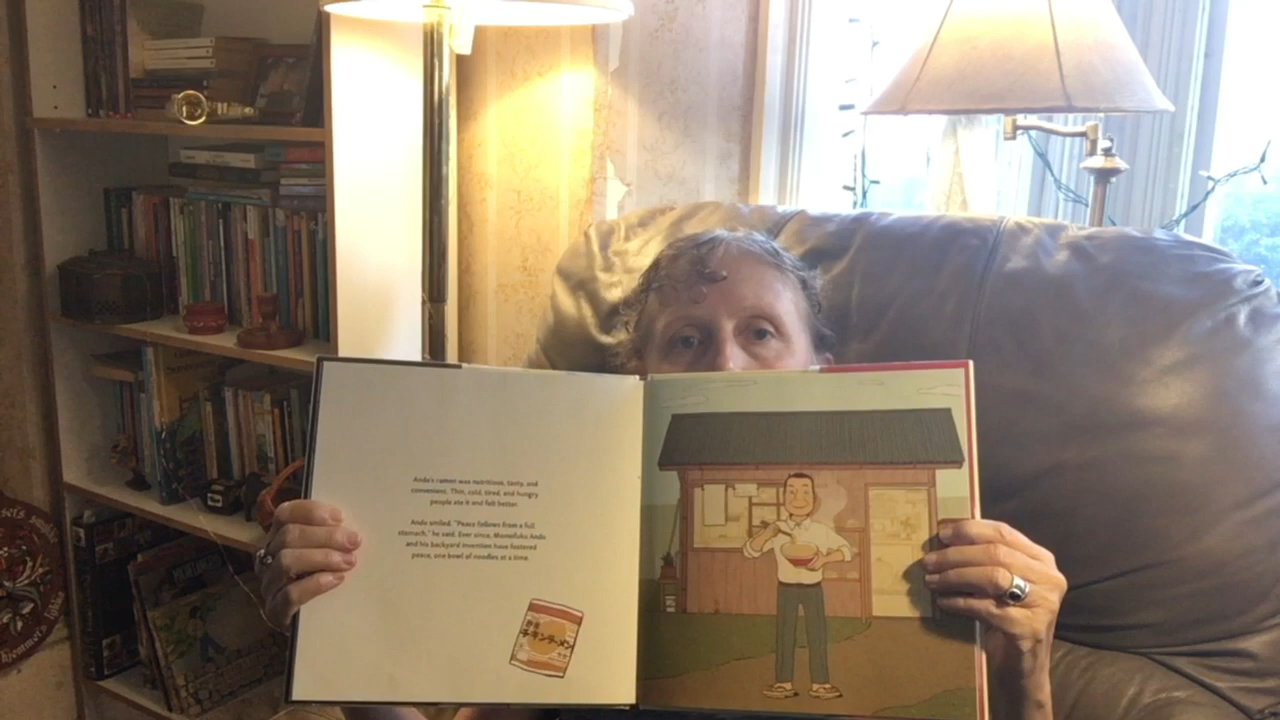 Ando's ramen was nutritious, tasty, and
convenient. Thin, cold, tired, and hungry
people ate it and felt better.
Ando smiled. "Peace follows from a full
stomach," he said. Ever since, Momofuku Ando
and his backyard invention have fostered
peace, one bowl of noodles at a time.
チキンラーメン